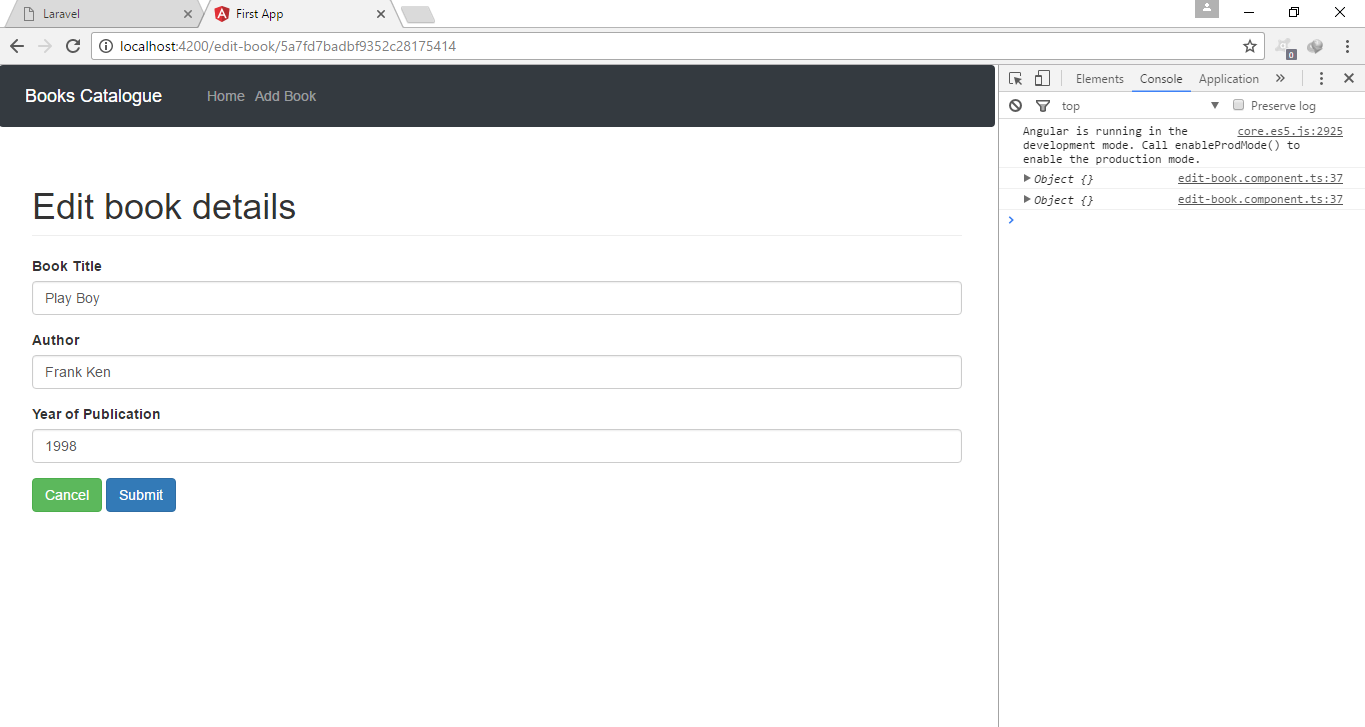 Laravel
First App
localhost:4200/edit-book/5a7fd7badbf9352c28175414
0
Books Catalogue Home Add Book
Edit book details
Book Title
Play Boy
Author
Frank Ken
Year of Publication
1998
Cancel Submit
Elements Console Application »
top Preserve log
Angular is running in the core.es5.js:2925
development mode. Call enableProdMode() to
enable the production mode.
Object {} edit-book.component.ts:37
Object {} edit-book.component.ts:37